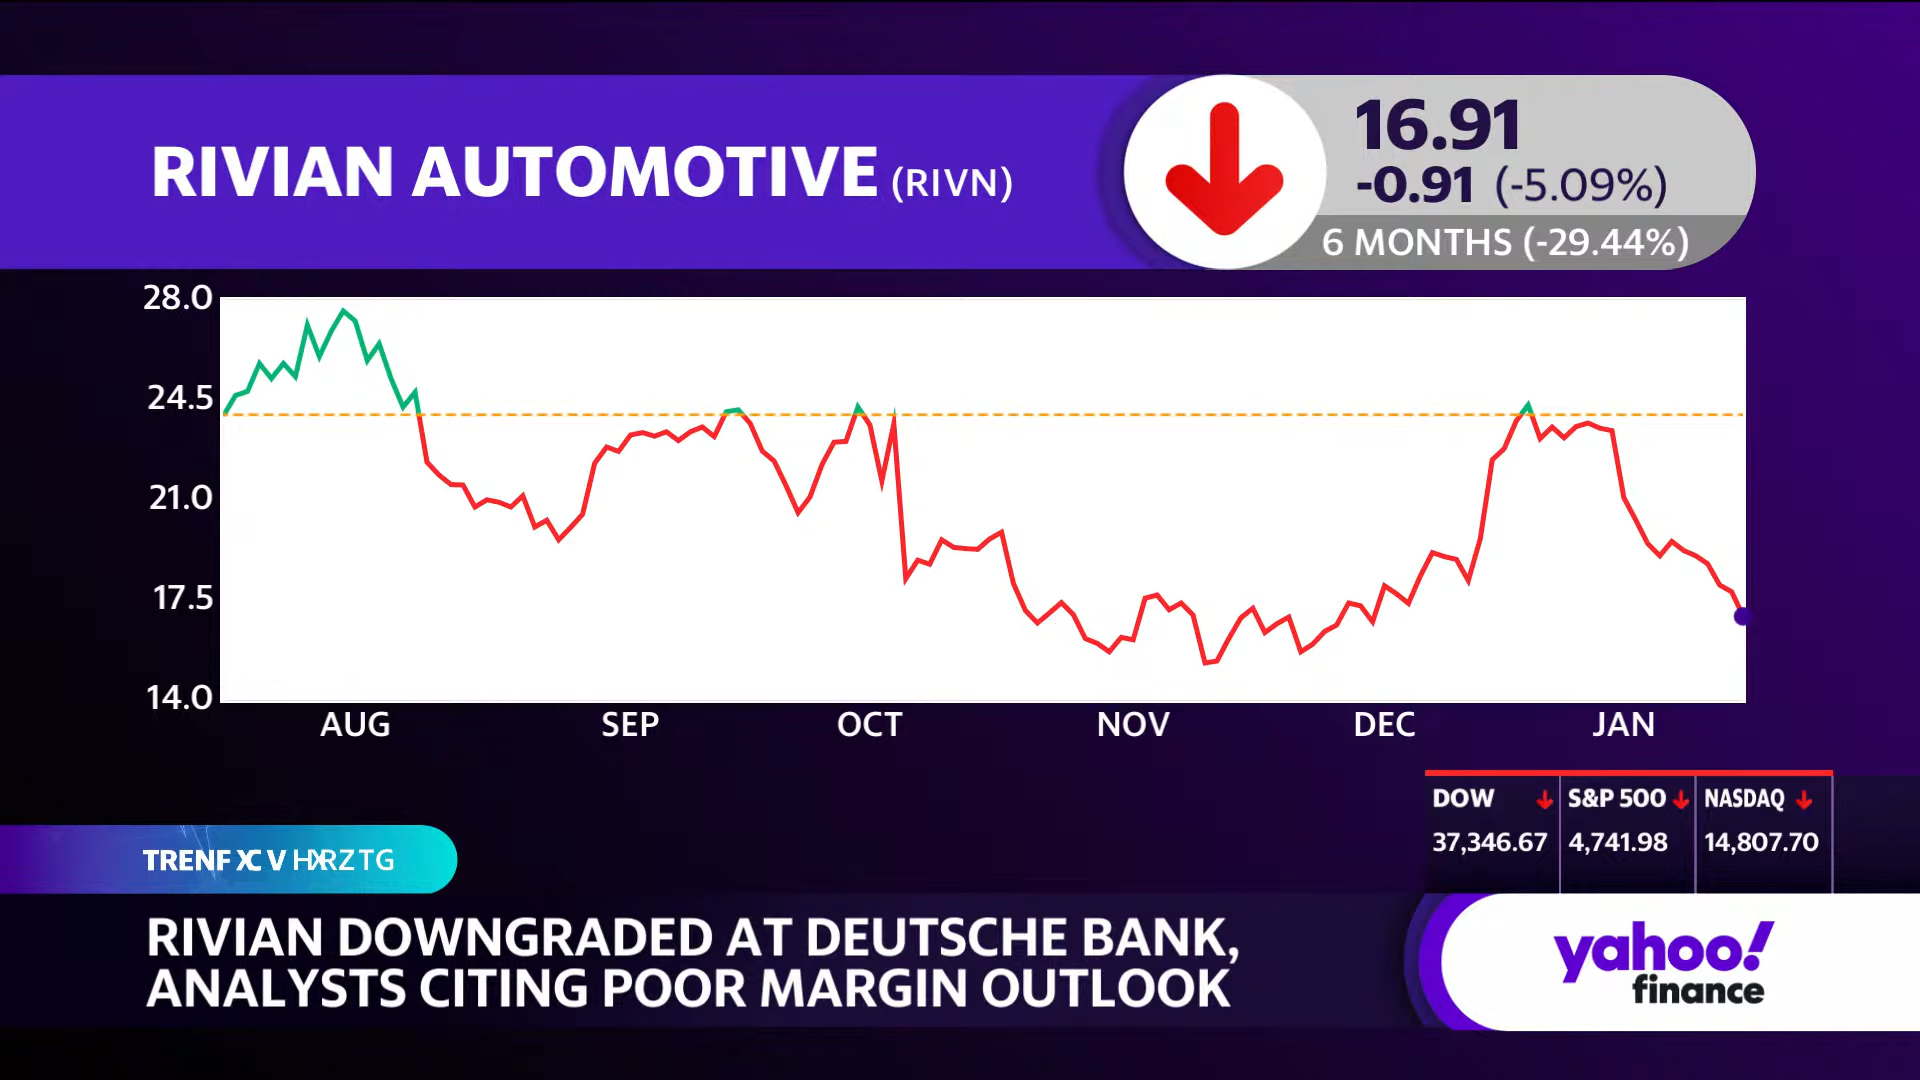 RIVIAN AUTOMOTIVE (RIVN)
16.91
-0.91 (-5.09%)
6 MONTHS (-29.44%)
28.0
24.5
21.0
17.5
14.0
AUG SEP OCT NOV DEC JAN
DOW S&P 500 NASDAQ
37,346.67 4,741.98 14,807.70
RIVIAN DOWNGRADED AT DEUTSCHE BANK,
ANALYSTS CITING POOR MARGIN OUTLOOK
yahoo!
finance